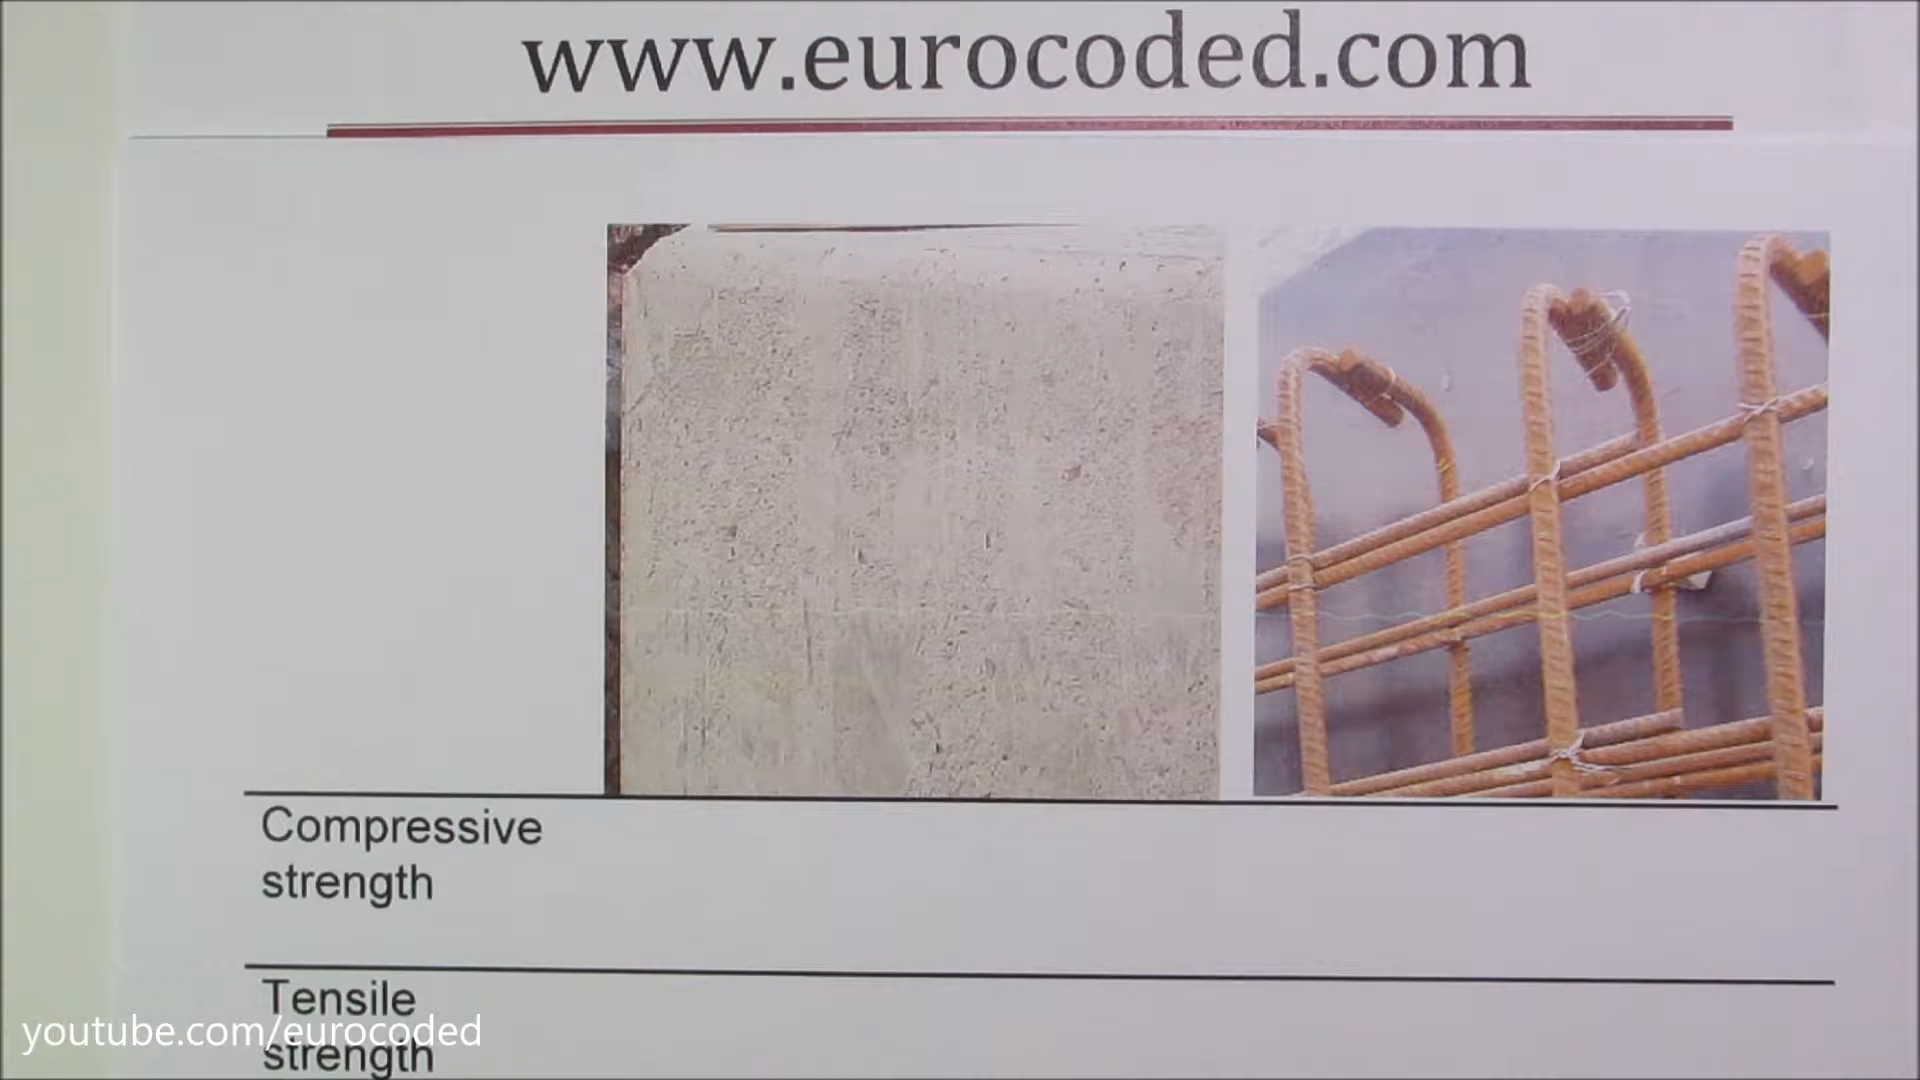 www.eurocoded.com
Compressive
strength
Tensile
strength
youtube.com/eurocoded